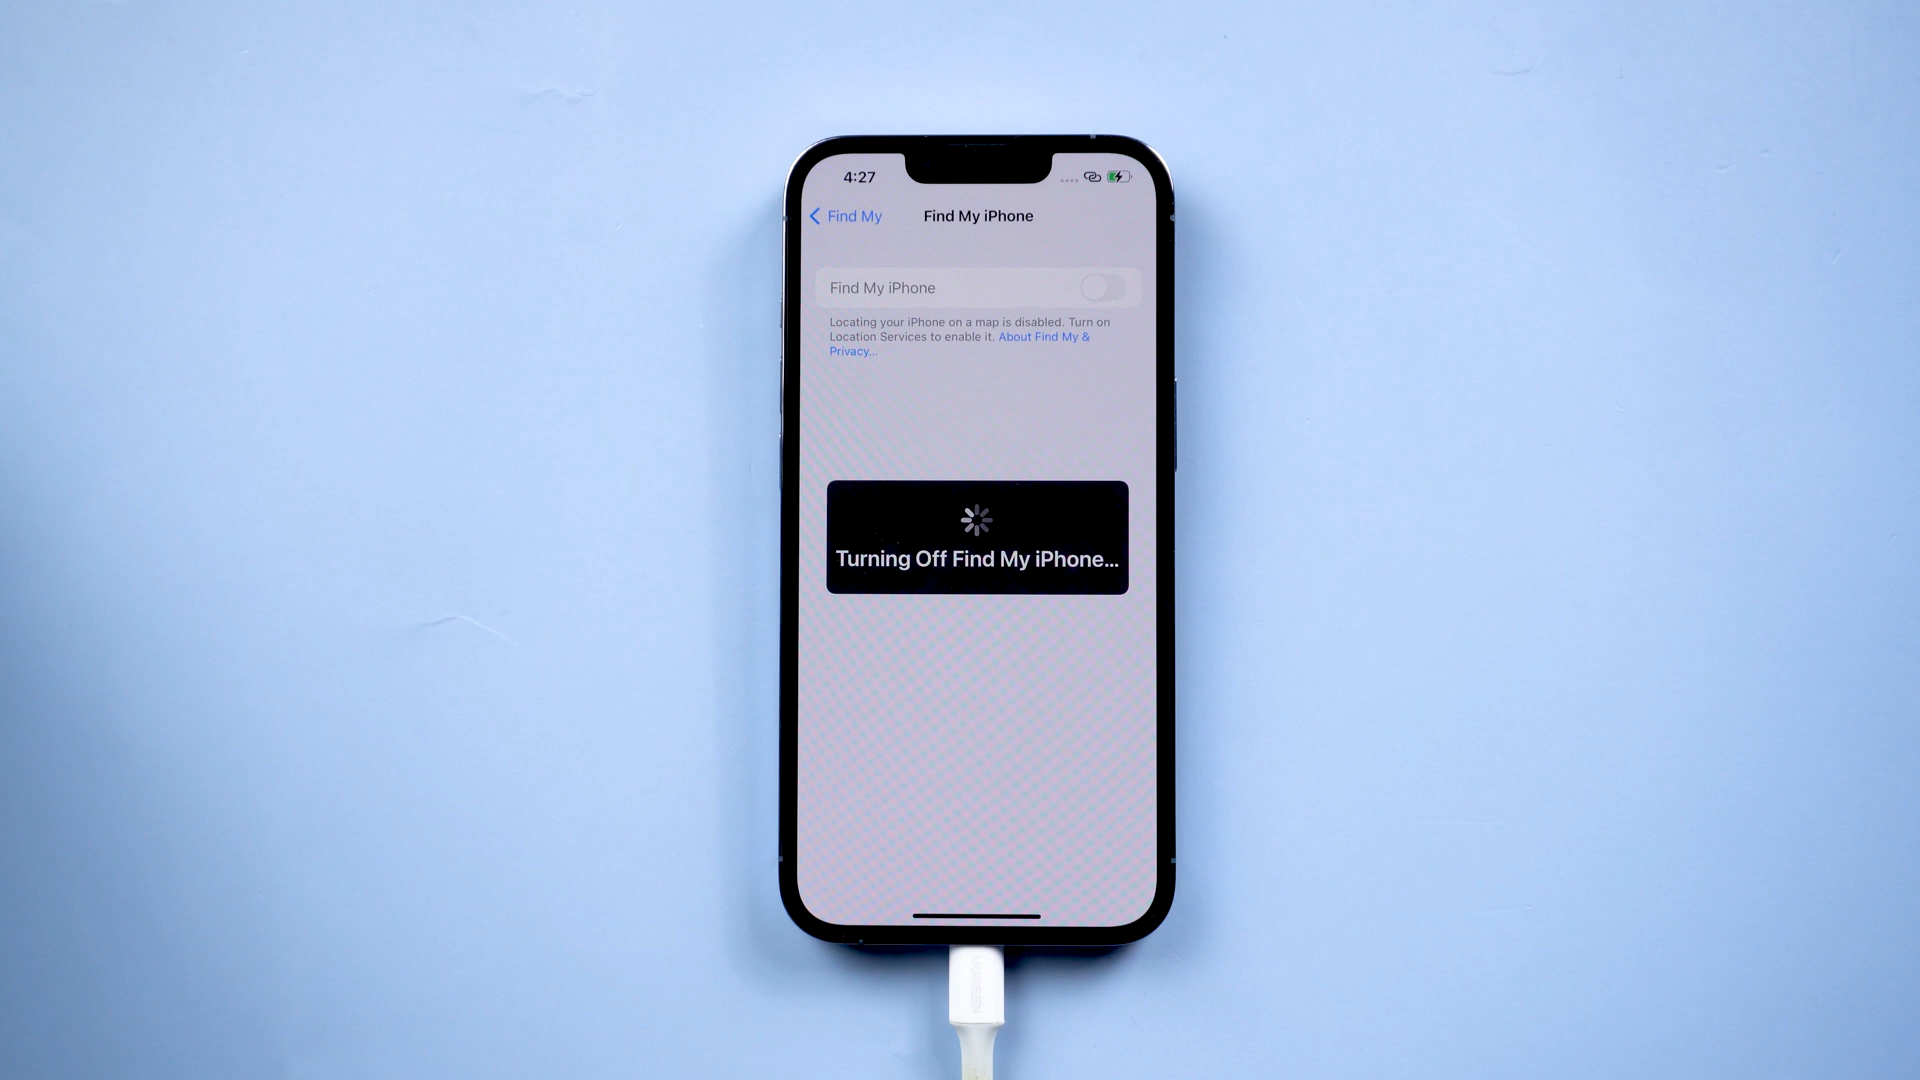 4:27
Find My
Find My iPhone
Find My iPhone
Locating your iPhone on a map is disabled. Turn on
Location Services to enable it. About Find My &
Privacy...
Turning Off Find My iPhone...
UGREEN